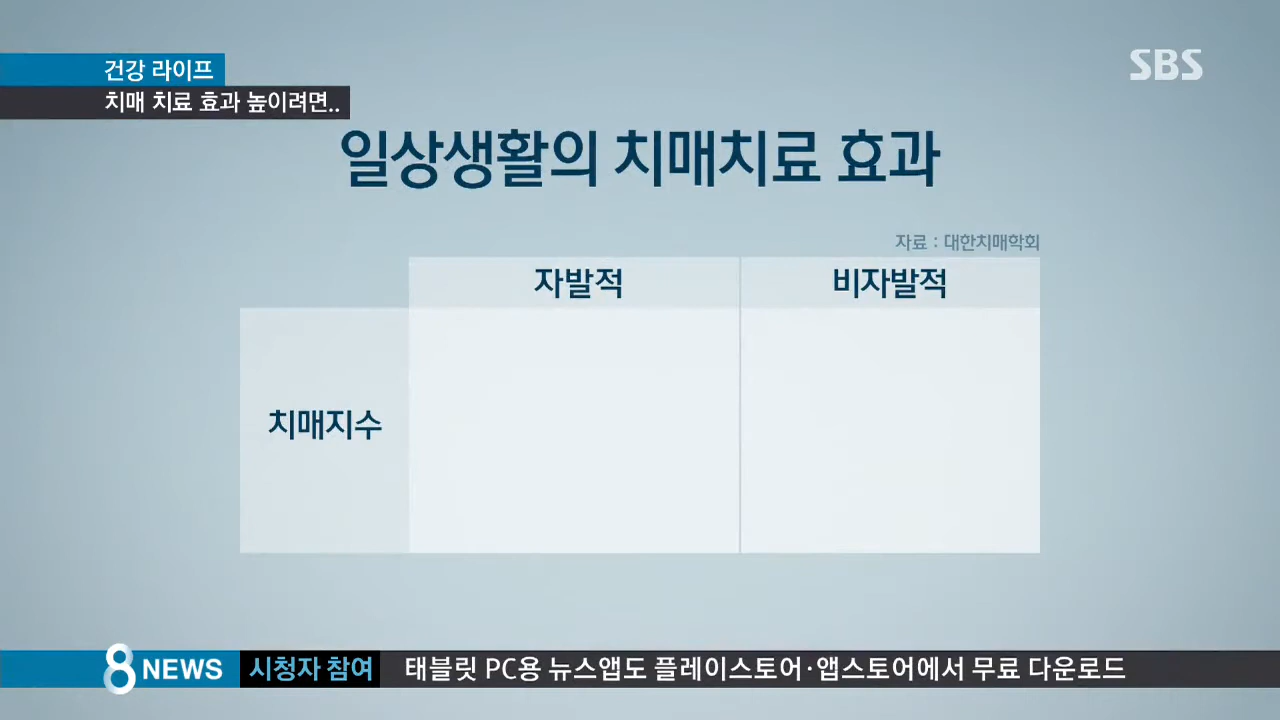 건강 라이프
SBS
치매 치료 효과 높이려면..
일상생활의 치매치료 효과
자료 : 대한치매학회
자발적
비자발적
치매지수
8 NEWS 시청자 참여 태블릿 PC용 뉴스앱도 플레이스토어·앱스토어에서 무료 다운로드